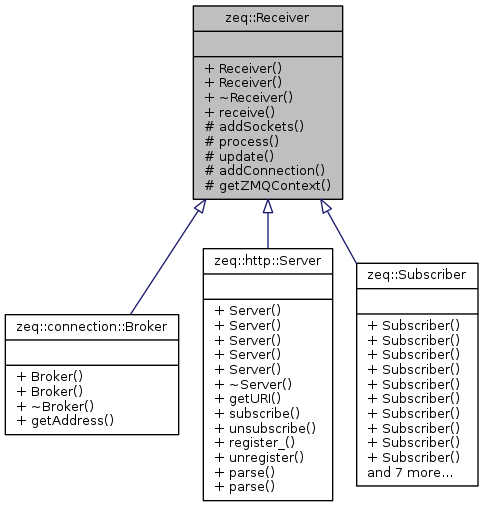 zeq::Receiver
+ Receiver()
+ Receiver()
+ ~Receiver()
+ receive()
# addSockets()
# process()
# update()
# addConnection()
# getZMQContext()
zeq::connection::Broker
+ Broker()
+ Broker()
+ ~Broker()
+ getAddress()
zeq::http::Server
+ Server()
+ Server()
+ Server()
+ Server()
+ Server()
+ ~Server()
+ getURI()
+ subscribe()
+ unsubscribe()
+ register_()
+ unregister()
+ parse()
+ parse()
zeq::Subscriber
+ Subscriber()
+ Subscriber()
+ Subscriber()
+ Subscriber()
+ Subscriber()
+ Subscriber()
+ Subscriber()
+ Subscriber()
+ Subscriber()
+ Subscriber()
and 7 more...